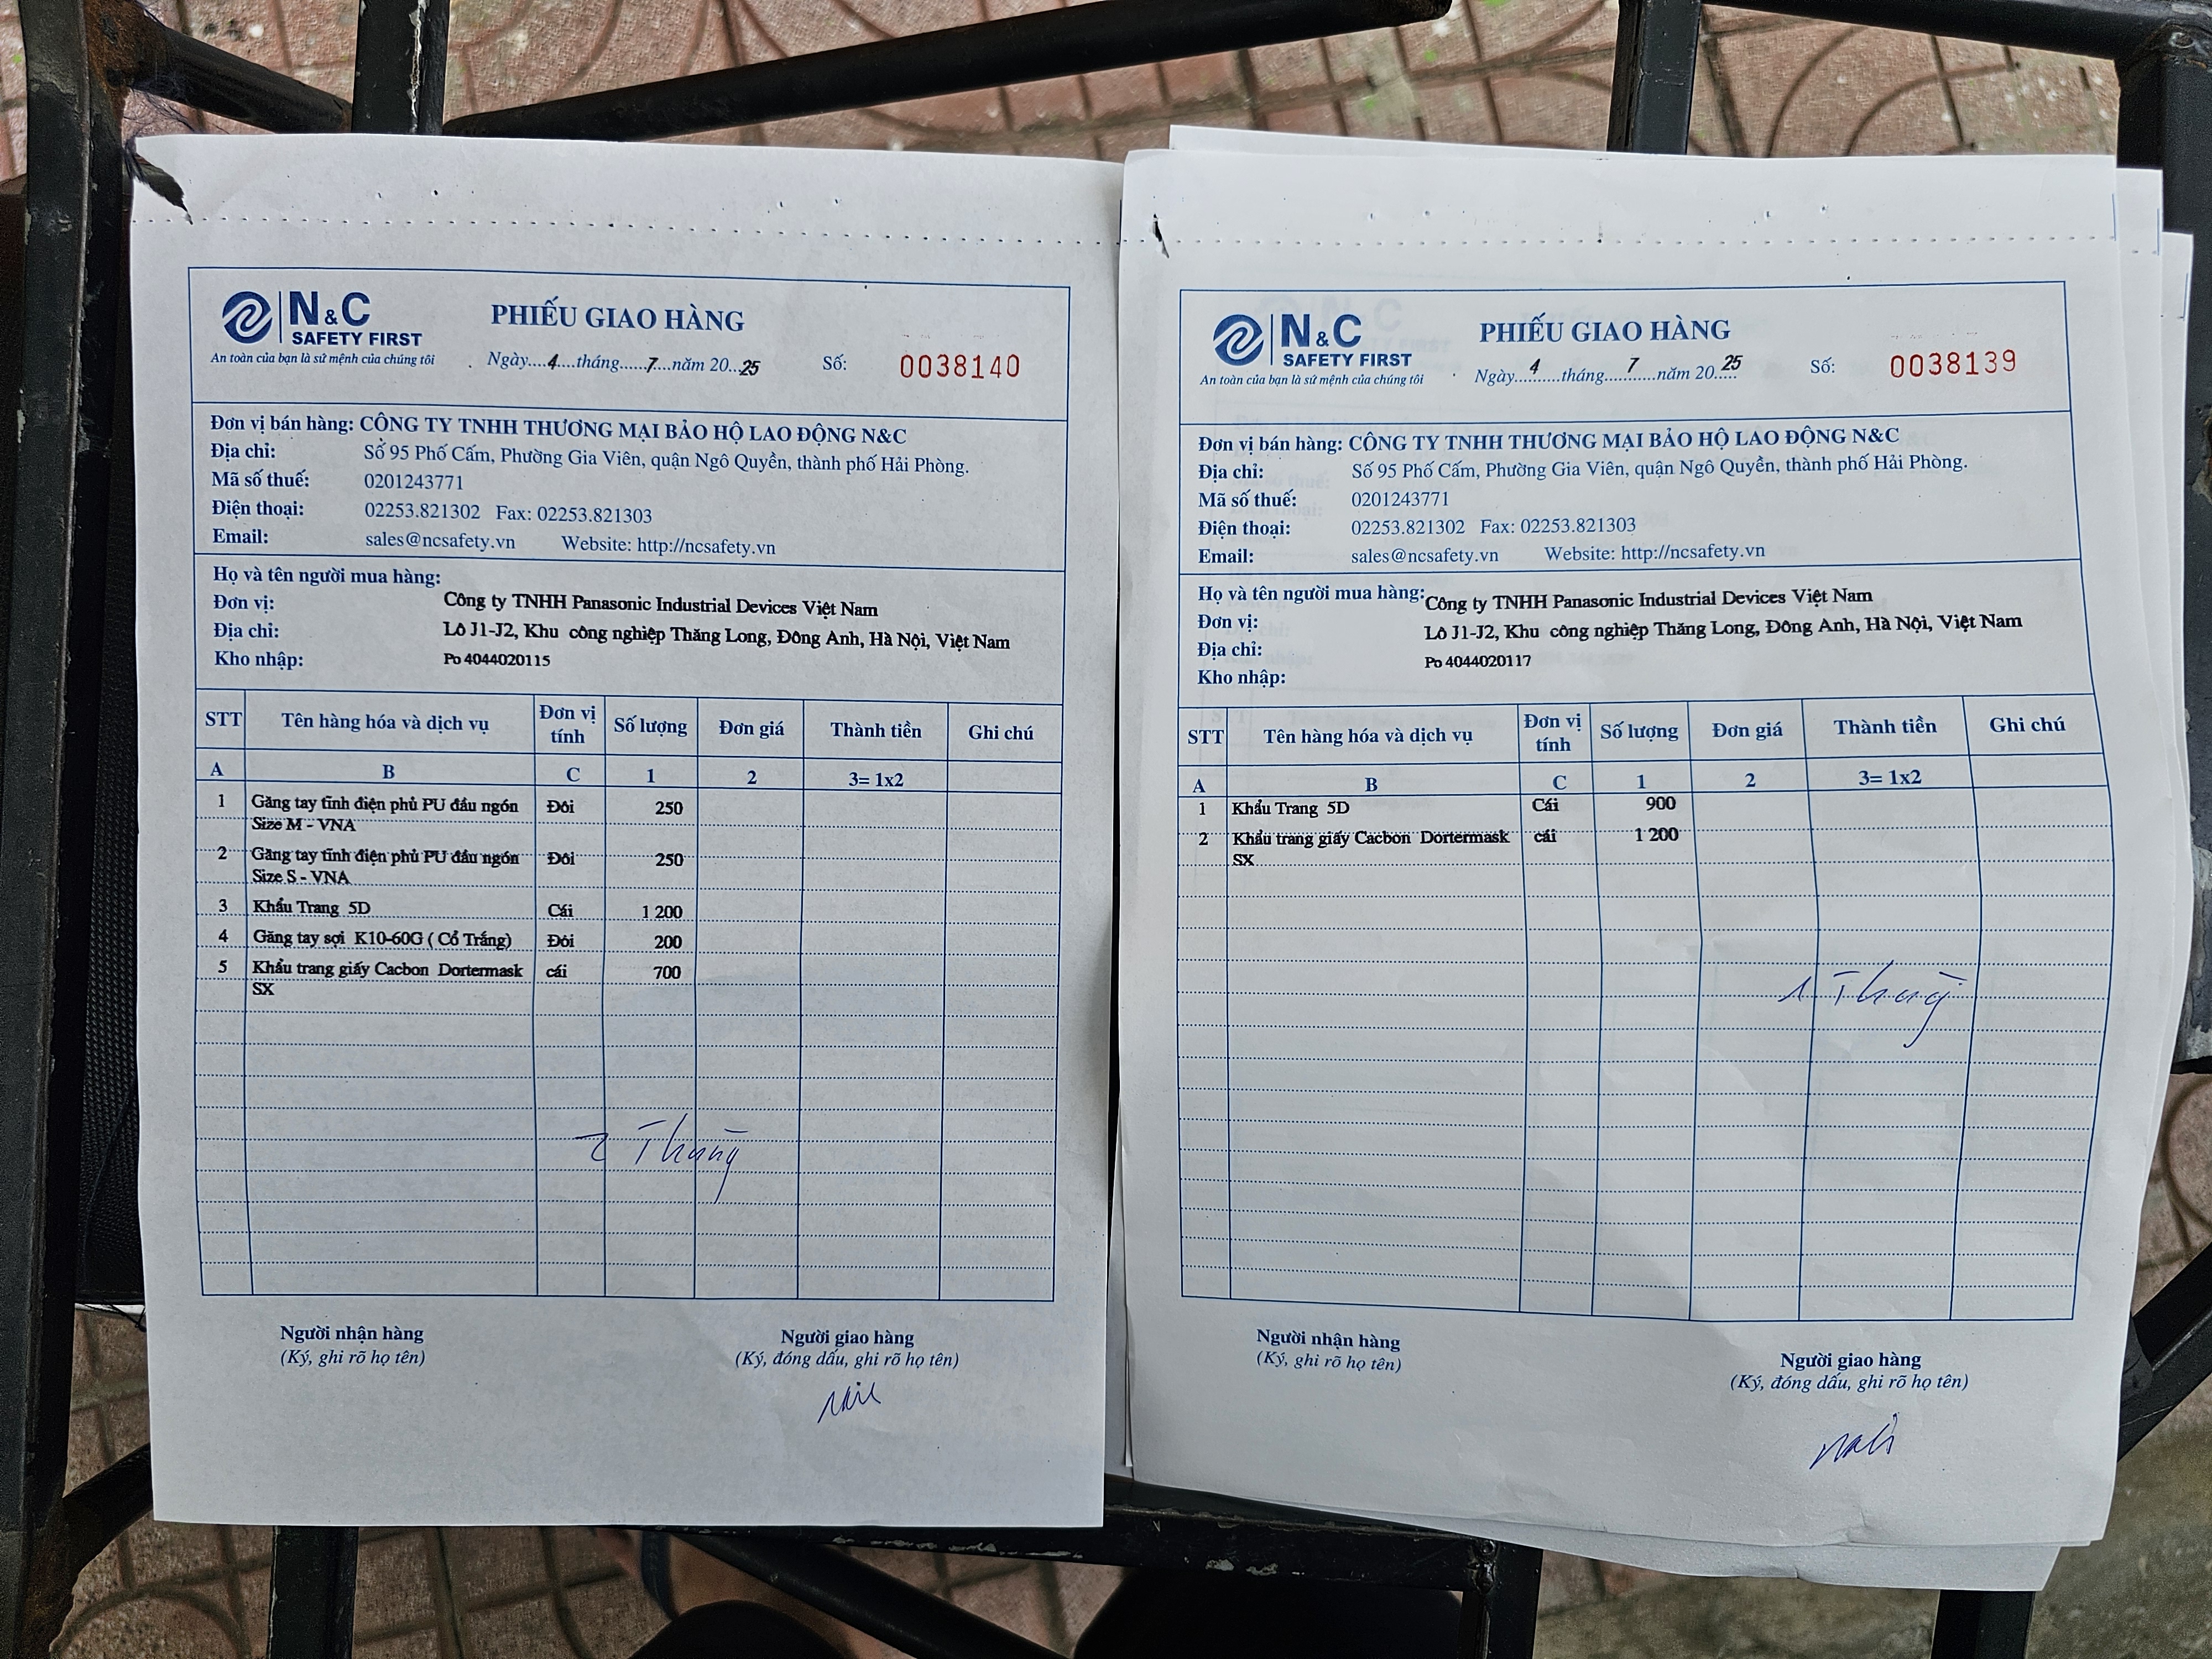 N&C
SAFETY FIRST
An toàn của bạn là sứ mệnh của chúng tôi
PHIẾU GIAO HÀNG
Ngày....4....tháng......7....năm 20...25
Số: 0038140
Đơn vị bán hàng: CÔNG TY TNHH THƯƠNG MẠI BẢO HỘ LAO ĐỘNG N&C
Địa chỉ: Số 95 Phố Cấm, Phường Gia Viên, quận Ngô Quyền, thành phố Hải Phòng.
Mã số thuế: 0201243771
Điện thoại: 02253.821302 Fax: 02253.821303
Email: sales@ncsafety.vn Website: http://ncsafety.vn
Họ và tên người mua hàng:
Đơn vị: Công ty TNHH Panasonic Industrial Devices Việt Nam
Địa chỉ: Lô J1-J2, Khu công nghiệp Thăng Long, Đông Anh, Hà Nội, Việt Nam
Kho nhập: Po 4044020115
STT Tên hàng hóa và dịch vụ Đơn vị tính Số lượng Đơn giá Thành tiền Ghi chú
A B C 1 2 3= 1x2
1 Găng tay tĩnh điện phủ PU đầu ngón Đôi 250
Size M - VNA
2 Găng tay tĩnh điện phủ PU đầu ngón Đôi 250
Size S - VNA
3 Khẩu Trang 5D Cái 1 200
4 Găng tay sợi K10-60G ( Cổ Trắng) Đôi 200
5 Khẩu trang giấy Cacbon Dortermask cái 700
SX
2 Thùng
Người nhận hàng
(Ký, ghi rõ họ tên)
Người giao hàng
(Ký, đóng dấu, ghi rõ họ tên)
N&C
SAFETY FIRST
An toàn của bạn là sứ mệnh của chúng tôi
PHIẾU GIAO HÀNG
Ngày....4....tháng....7....năm 20..25
Số: 0038139
Đơn vị bán hàng: CÔNG TY TNHH THƯƠNG MẠI BẢO HỘ LAO ĐỘNG N&C
Địa chỉ: Số 95 Phố Cấm, Phường Gia Viên, quận Ngô Quyền, thành phố Hải Phòng.
Mã số thuế: 0201243771
Điện thoại: 02253.821302 Fax: 02253.821303
Email: sales@ncsafety.vn Website: http://ncsafety.vn
Họ và tên người mua hàng: Công ty TNHH Panasonic Industrial Devices Việt Nam
Đơn vị: Lô J1-J2, Khu công nghiệp Thăng Long, Đông Anh, Hà Nội, Việt Nam
Địa chỉ: Po 4044020117
Kho nhập:
STT Tên hàng hóa và dịch vụ Đơn vị tính Số lượng Đơn giá Thành tiền Ghi chú
A B C 1 2 3= 1x2
1 Khẩu Trang 5D Cái 900
2 Khẩu trang giấy Cacbon Dortermask cái 1 200
SX
1 Thùng
Người nhận hàng
(Ký, ghi rõ họ tên)
Người giao hàng
(Ký, đóng dấu, ghi rõ họ tên)